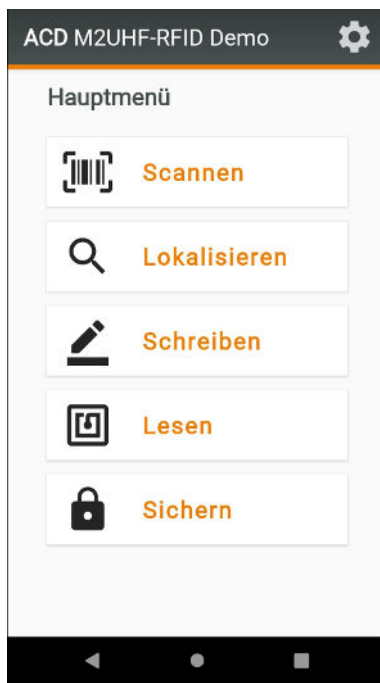 ACD M2UHF-RFID Demo
Hauptmenü
Scannen
Lokalisieren
Schreiben
Lesen
Sichern